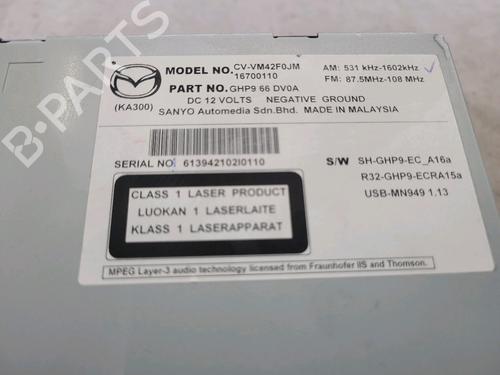 MODEL NO. CV-VM42F0JM
16700110
AM: 531 kHz-1602kHz
FM: 87.5MHz-108 MHz
PART NO. GHP9 66 DV0A
(KA300)
DC 12 VOLTS NEGATIVE GROUND
SANYO Automedia Sdn.Bhd. MADE IN MALAYSIA
SERIAL NO 613942102I0110
S/W SH-GHP9-EC_A16a
R32-GHP9-ECRA15a
USB-MN949 1.13
CLASS 1 LASER PRODUCT
LUOKAN 1 LASERLAITE
KLASS 1 LASERAPPARAT
MPEG Layer-3 audio technology licensed from Fraunhofer IIS and Thomson.
B-PARTS